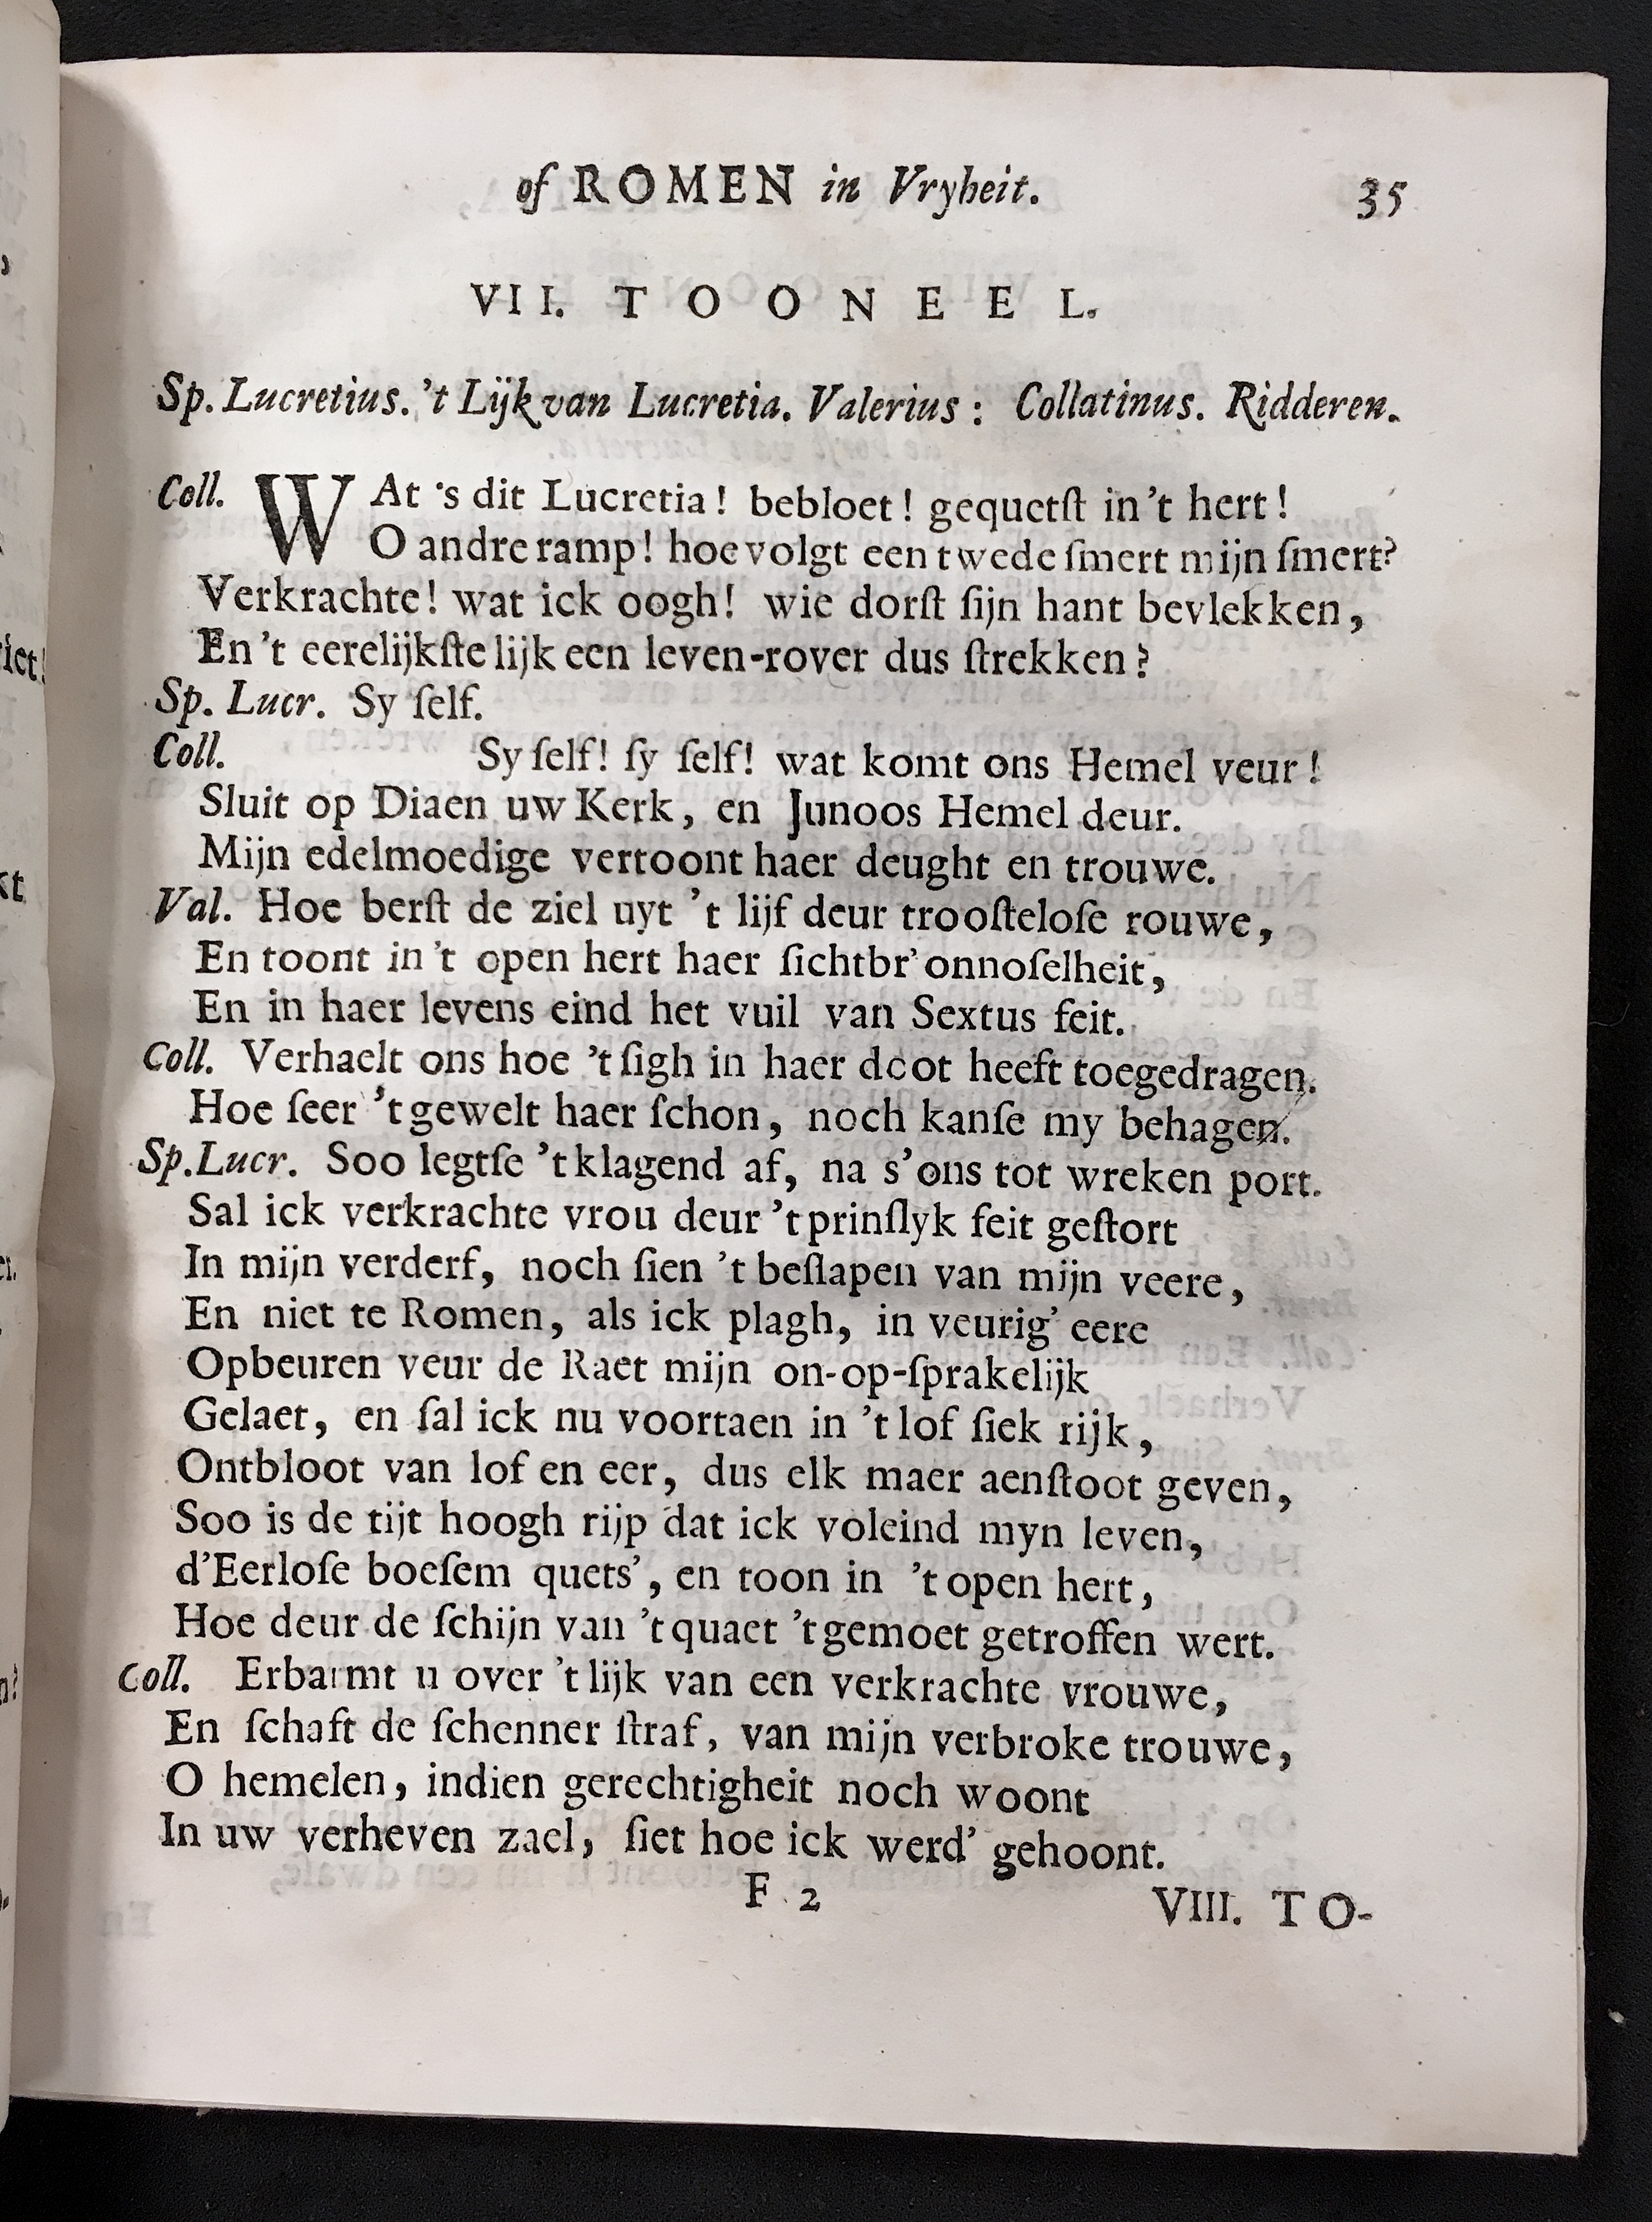 of ROMEN in Vryheit. 35
VII. TOONEEL.
Sp. Lucretius. 't Lijk van Lucretia. Valerius: Collatinus. Ridderen.
Coll. WAt 's dit Lucretia! bebloet! gequetst in 't hert!
O andre ramp! hoe volgt een twede smert mijn smert?
Verkrachte! wat ick oogh! wie dorst sijn hant bevlekken,
En 't eerelijkste lijk een leven-rover dus strekken?
Sp. Lucr. Sy self.
Coll. Sy self! sy self! wat komt ons Hemel veur!
Sluit op Diaen uw Kerk, en Junoos Hemel deur.
Mijn edelmoedige vertoont haer deught en trouwe.
Val. Hoe berst de ziel uyt 't lijf deur troostelose rouwe,
En toont in 't open hert haer sichtbr' onnoselheit,
En in haer levens eind het vuil van Sextus feit.
Coll. Verhaelt ons hoe 't sigh in haer doot heeft toegedragen.
Hoe seer 't gewelt haer schon, noch kanse my behagen.
Sp. Lucr. Soo legtse 't klagend af, na s'ons tot wreken port.
Sal ick verkrachte vrou deur 't prinslyk feit gestort
In mijn verderf, noch sien 't beslapen van mijn veere,
En niet te Romen, als ick plagh, in veurig' eere
Opbeuren veur de Raet mijn on-op-sprakelijk
Gelaet, en sal ick nu voortaen in 't lof siek rijk,
Ontbloot van lof en eer, dus elk maer aenstoot geven,
Soo is de tijt hoogh rijp dat ick voleind myn leven,
d'Eerlose boesem quets', en toon in 't open hert,
Hoe deur de schijn van 't quaet 't gemoet getroffen wert.
Coll. Erbarmt u over 't lijk van een verkrachte vrouwe,
En schaft de schenner straf, van mijn verbroke trouwe,
O hemelen, indien gerechtigheit noch woont
In uw verheven zael, siet hoe ick werd' gehoont.
F 2 VIII. TO-